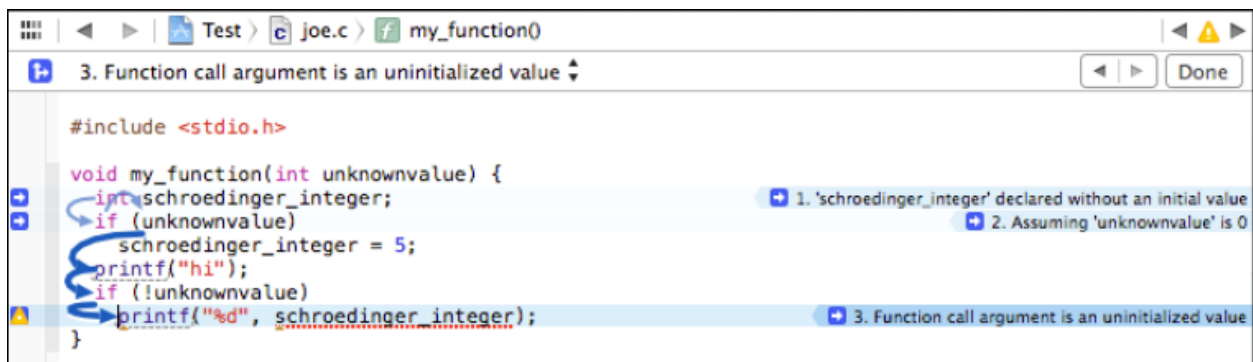 Test joe.c my_function()
3. Function call argument is an uninitialized value
Done
#include <stdio.h>
void my_function(int unknownvalue) {
int schroedinger_integer;
1. 'schroedinger_integer' declared without an initial value
if (unknownvalue)
2. Assuming 'unknownvalue' is 0
schroedinger_integer = 5;
printf("hi");
if (!unknownvalue)
printf("%d", schroedinger_integer);
3. Function call argument is an uninitialized value
}